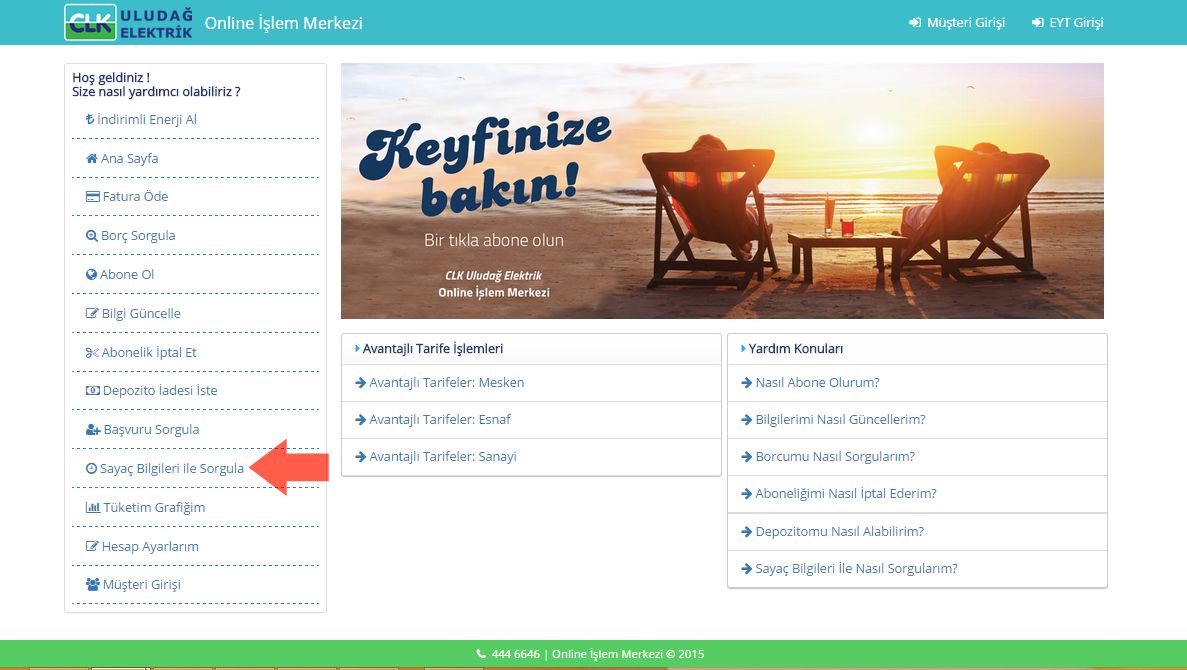 CLK ULUDAĞ
ELEKTRİK
Online İşlem Merkezi
Müşteri Girişi
EYT Girişi
Hoş geldiniz !
Size nasıl yardımcı olabiliriz ?
İndirimli Enerji Al
Ana Sayfa
Fatura Öde
Borç Sorgula
Abone Ol
Bilgi Güncelle
Abonelik İptal Et
Depozito İadesi İste
Başvuru Sorgula
Sayaç Bilgileri ile Sorgula
Tüketim Grafiğim
Hesap Ayarlarım
Müşteri Girişi
Keyfinize
bakın!
Bir tıkla abone olun
CLK Uludağ Elektrik
Online İşlem Merkezi
Avantajlı Tarife İşlemleri
Avantajlı Tarifeler: Mesken
Avantajlı Tarifeler: Esnaf
Avantajlı Tarifeler: Sanayi
Yardım Konuları
Nasıl Abone Olurum?
Bilgilerimi Nasıl Güncellerim?
Borcumu Nasıl Sorgularım?
Aboneliğimi Nasıl İptal Ederim?
Depozitomu Nasıl Alabilirim?
Sayaç Bilgileri İle Nasıl Sorgularım?
444 6646 | Online İşlem Merkezi © 2015